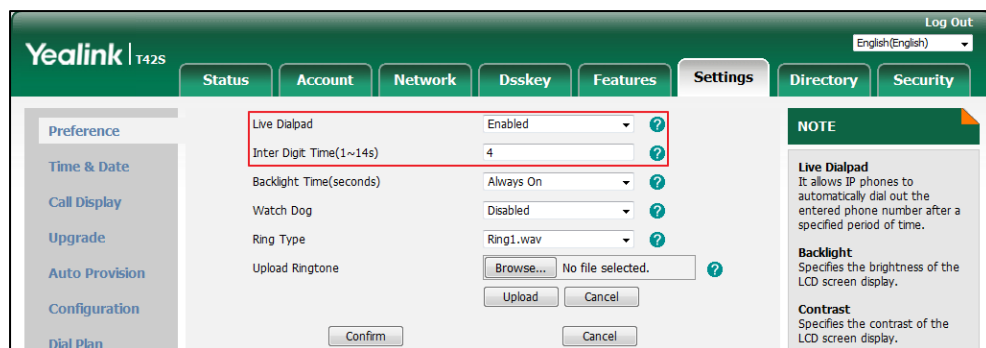 Log Out
Yealink T42S
English(English)
Status Account Network Dsskey Features Settings Directory Security
Preference
Time & Date
Call Display
Upgrade
Auto Provision
Configuration
Dial Plan
Live Dialpad Enabled
Inter Digit Time(1~14s) 4
Backlight Time(seconds) Always On
Watch Dog Disabled
Ring Type Ring1.wav
Upload Ringtone Browse... No file selected.
Upload Cancel
Confirm Cancel
NOTE
Live Dialpad
It allows IP phones to
automatically dial out the
entered phone number after a
specified period of time.
Backlight
Specifies the brightness of the
LCD screen display.
Contrast
Specifies the contrast of the
LCD screen display.